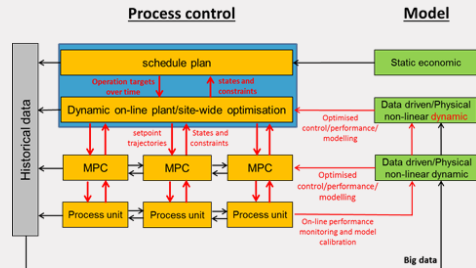 Process control
Model
schedule plan
Static economic
Operation targets
over time
states and
constraints
Dynamic on-line plant/site-wide optimisation
Data driven/Physical
non-linear dynamic
Optimised
control/performance/
modelling
setpoint
trajectories
States and
constraints
Historical data
MPC
MPC
MPC
Data driven/Physical
non-linear dynamic
Optimised
control/performance/
modelling
Process unit
Process unit
Process unit
On-line performance
monitoring and model
calibration
Big data